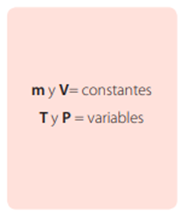 m y V= constantes
T y P = variables